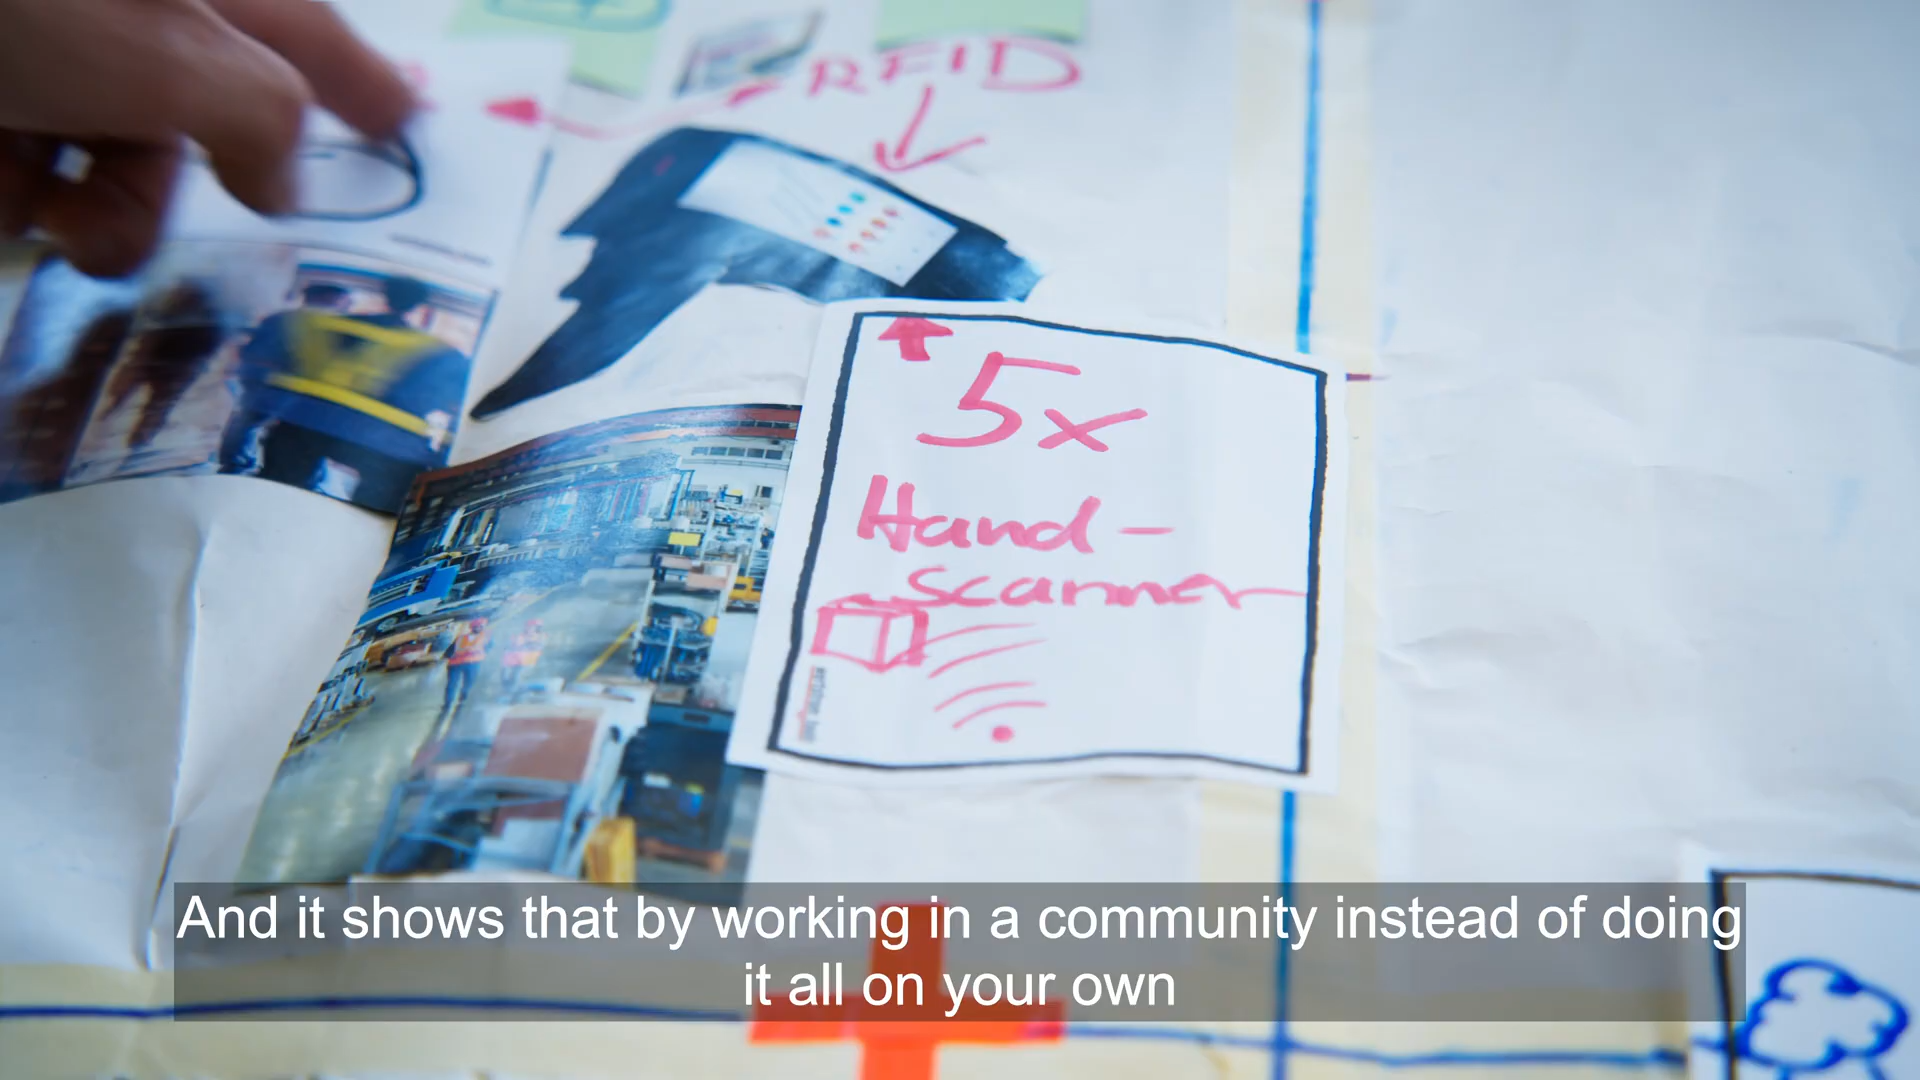 RFID
5x
Hand-
scanner
And it shows that by working in a community instead of doing
it all on your own